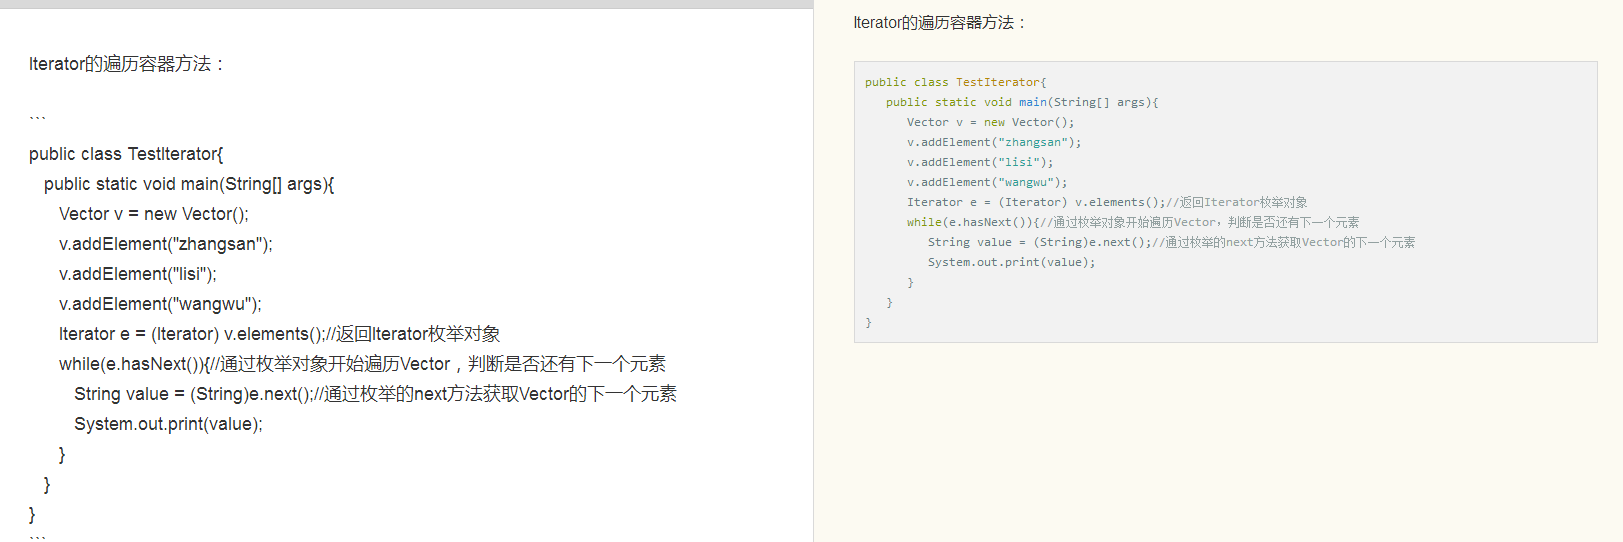 Iterator的遍历容器方法：
```
public class TestIterator{
public static void main(String[] args){
Vector v = new Vector();
v.addElement("zhangsan");
v.addElement("lisi");
v.addElement("wangwu");
Iterator e = (Iterator) v.elements();//返回Iterator枚举对象
while(e.hasNext()){//通过枚举对象开始遍历Vector，判断是否还有下一个元素
String value = (String)e.next();//通过枚举的next方法获取Vector的下一个元素
System.out.print(value);
}
}
}
```
Iterator的遍历容器方法：
public class TestIterator{
public static void main(String[] args){
Vector v = new Vector();
v.addElement("zhangsan");
v.addElement("lisi");
v.addElement("wangwu");
Iterator e = (Iterator) v.elements();//返回Iterator枚举对象
while(e.hasNext()){//通过枚举对象开始遍历Vector，判断是否还有下一个元素
String value = (String)e.next();//通过枚举的next方法获取Vector的下一个元素
System.out.print(value);
}
}
}